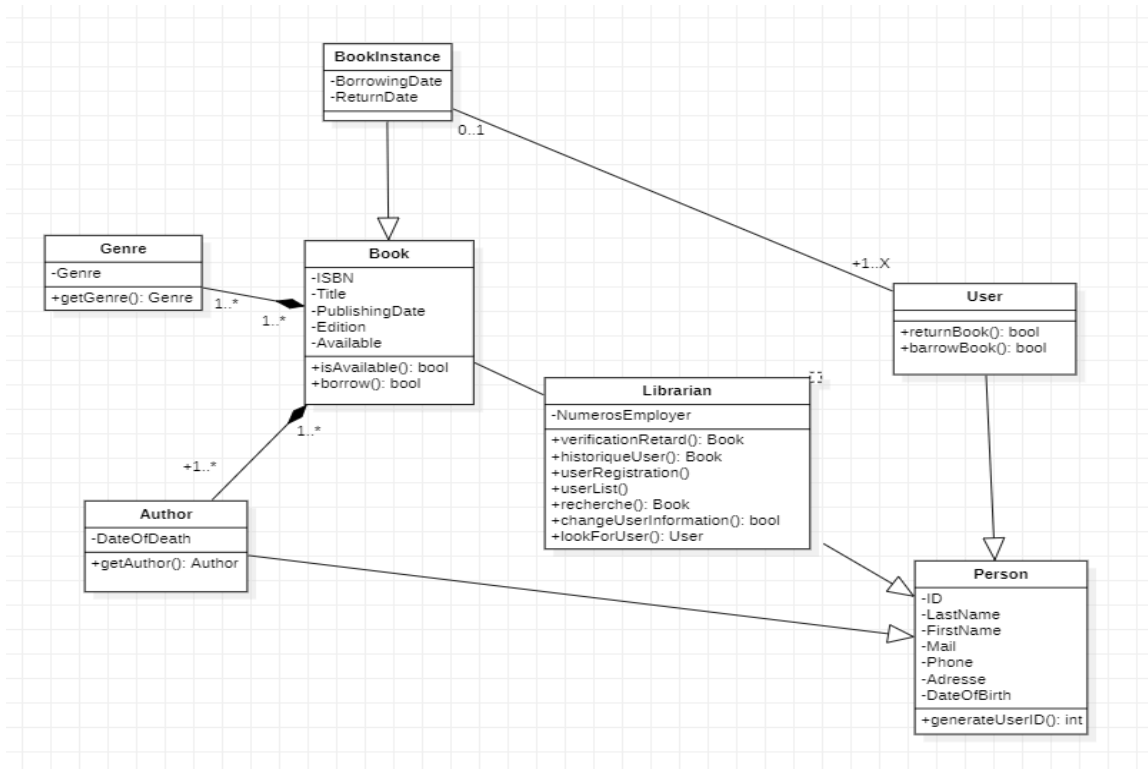 BookInstance
-BorrowingDate
-ReturnDate
0..1
+1..X
Genre
-Genre
+getGenre(): Genre
1..*
1..*
Book
-ISBN
-Title
-PublishingDate
-Edition
-Available
+isAvailable(): bool
+borrow(): bool
1..*
+1..*
User
+returnBook(): bool
+barrowBook(): bool
Librarian
-NumerosEmployer
+verificationRetard(): Book
+historiqueUser(): Book
+userRegistration()
+userList()
+recherche(): Book
+changeUserInformation(): bool
+lookForUser(): User
Author
-DateOfDeath
+getAuthor(): Author
Person
-ID
-LastName
-FirstName
-Mail
-Phone
-Adresse
-DateOfBirth
+generateUserID(): int